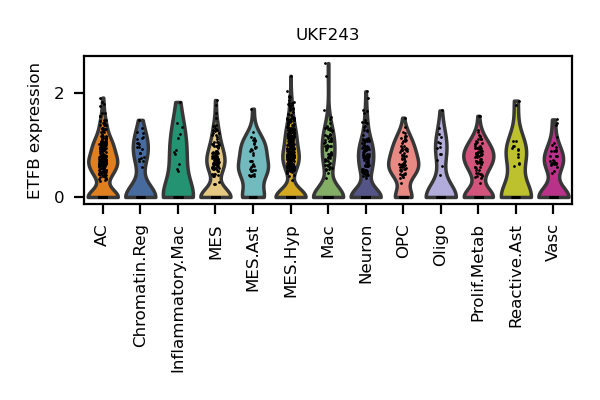 UKF243
ETFB expression
2
0
AC
Chromatin.Reg
Inflammatory.Mac
MES
MES.Ast
MES.Hyp
Mac
Neuron
OPC
Oligo
Prolif.Metab
Reactive.Ast
Vasc